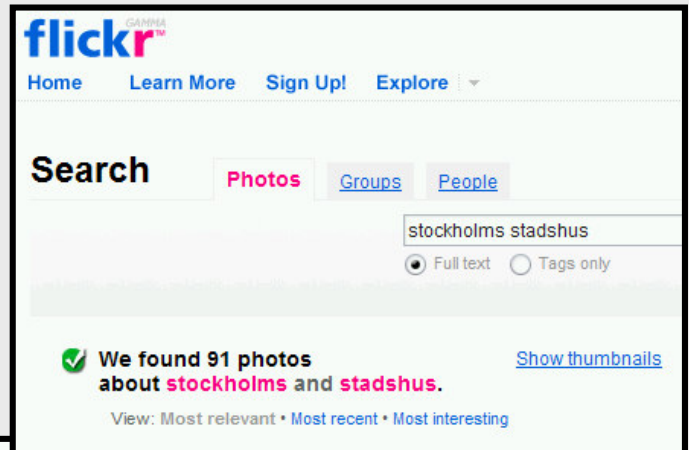 flickr™ GAMMA
Home Learn More Sign Up! Explore
Search Photos Groups People
stockholms stadshus
Full text Tags only
We found 91 photos Show thumbnails
about stockholms and stadshus.
View: Most relevant • Most recent • Most interesting